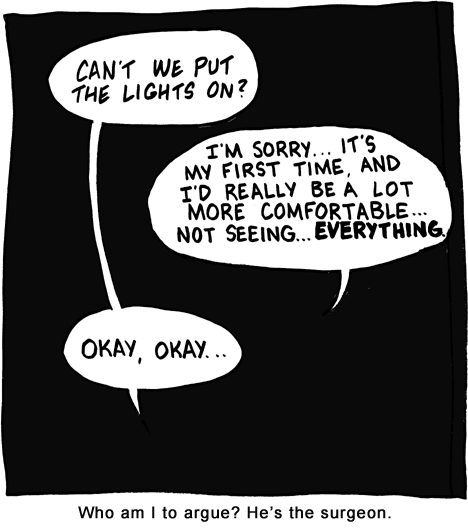 CAN'T WE PUT
THE LIGHTS ON?
I'M SORRY... IT'S
MY FIRST TIME, AND
I'D REALLY BE A LOT
MORE COMFORTABLE...
NOT SEEING... EVERYTHING.
OKAY, OKAY...
Who am I to argue? He's the surgeon.